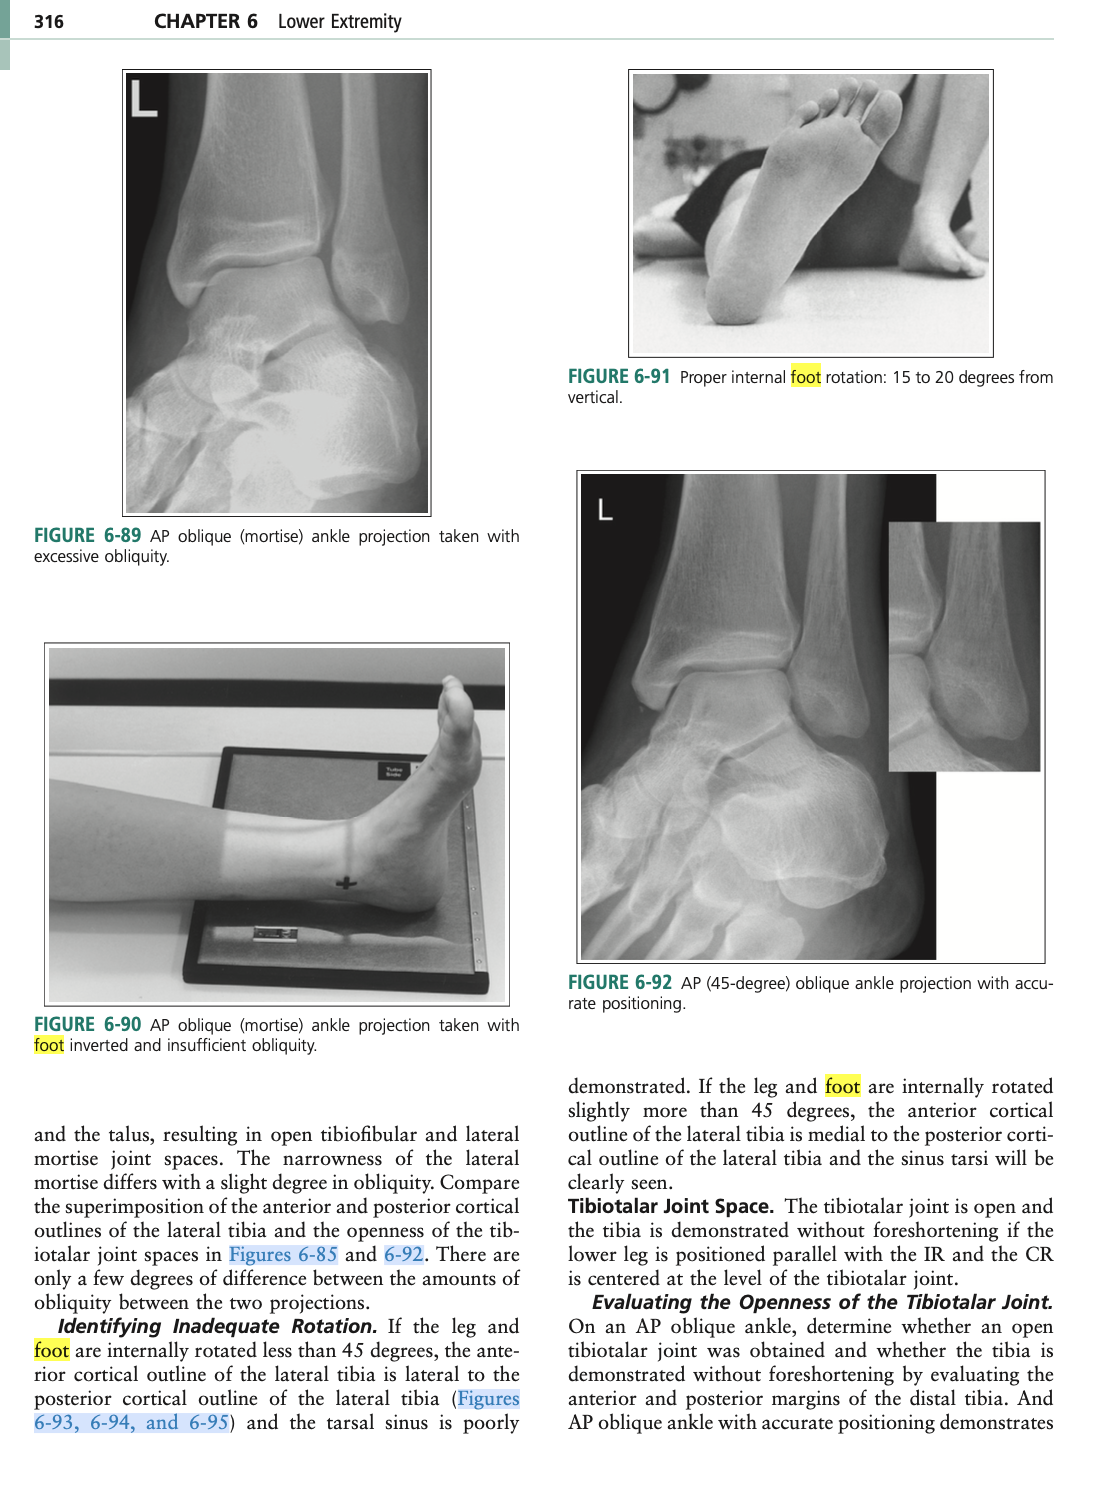 316 CHAPTER 6 Lower Extremity
L
FIGURE 6-89 AP oblique (mortise) ankle projection taken with
excessive obliquity.
Tube
Side
FIGURE 6-90 AP oblique (mortise) ankle projection taken with
foot inverted and insufficient obliquity.
and the talus, resulting in open tibiofibular and lateral
mortise joint spaces. The narrowness of the lateral
mortise differs with a slight degree in obliquity. Compare
the superimposition of the anterior and posterior cortical
outlines of the lateral tibia and the openness of the tib-
iotalar joint spaces in Figures 6-85 and 6-92. There are
only a few degrees of difference between the amounts of
obliquity between the two projections.
Identifying Inadequate Rotation. If the leg and
foot are internally rotated less than 45 degrees, the ante-
rior cortical outline of the lateral tibia is lateral to the
posterior cortical outline of the lateral tibia (Figures
6-93, 6-94, and 6-95) and the tarsal sinus is poorly
FIGURE 6-91 Proper internal foot rotation: 15 to 20 degrees from
vertical.
L
FIGURE 6-92 AP (45-degree) oblique ankle projection with accu-
rate positioning.
demonstrated. If the leg and foot are internally rotated
slightly more than 45 degrees, the anterior cortical
outline of the lateral tibia is medial to the posterior corti-
cal outline of the lateral tibia and the sinus tarsi will be
clearly seen.
Tibiotalar Joint Space. The tibiotalar joint is open and
the tibia is demonstrated without foreshortening if the
lower leg is positioned parallel with the IR and the CR
is centered at the level of the tibiotalar joint.
Evaluating the Openness of the Tibiotalar Joint.
On an AP oblique ankle, determine whether an open
tibiotalar joint was obtained and whether the tibia is
demonstrated without foreshortening by evaluating the
anterior and posterior margins of the distal tibia. And
AP oblique ankle with accurate positioning demonstrates